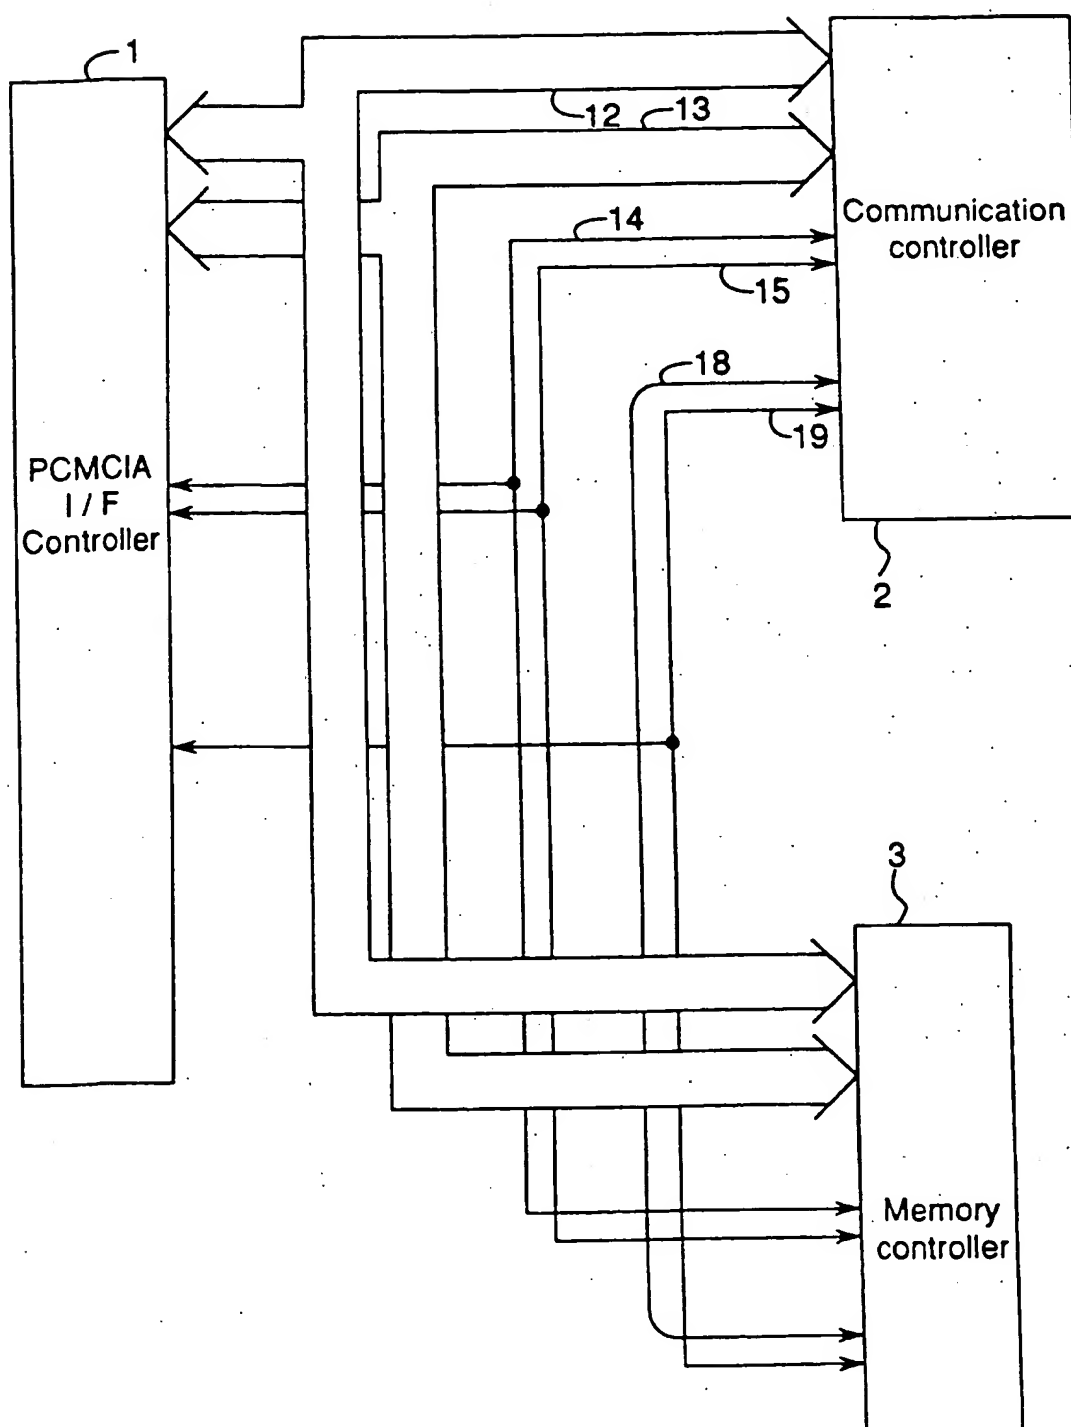 1
12
13
14
15
Communication
controller
18
19
2
PCMCIA
I / F
Controller
3
Memory
controller